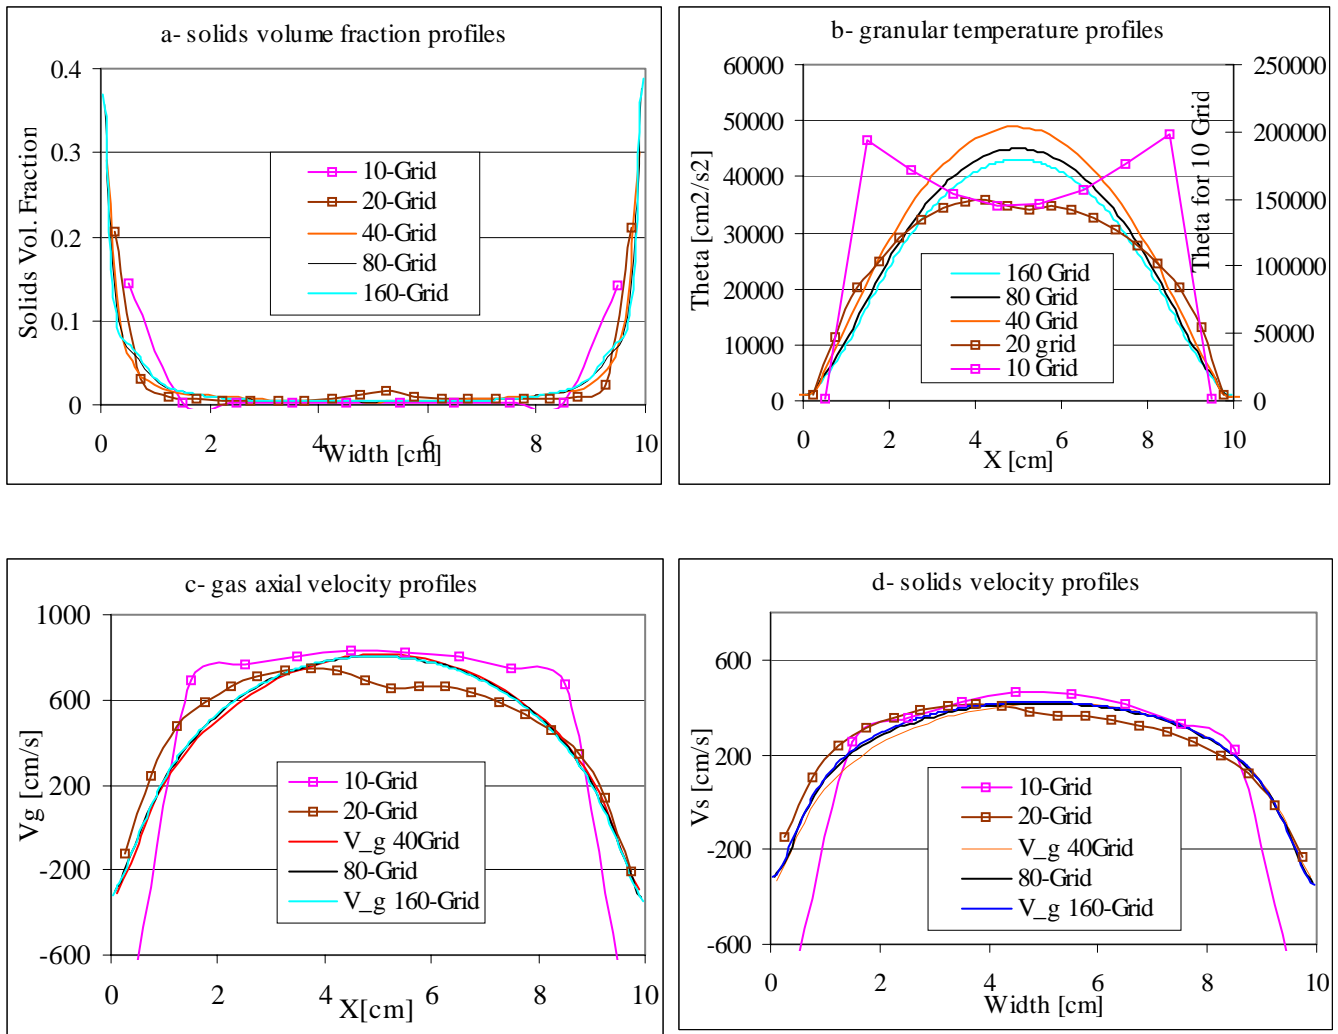 a- solids volume fraction profiles
0.4
0.3
0.2
0.1
0
Solids Vol. Fraction
10-Grid
20-Grid
40-Grid
80-Grid
160-Grid
0 2 4 6 8 10
Width [cm]
b- granular temperature profiles
60000
50000
40000
30000
20000
10000
0
Theta [cm2/s2]
250000
200000
150000
100000
50000
0
Theta for 10 Grid
160 Grid
80 Grid
40 Grid
20 grid
10 Grid
0 2 4 6 8 10
X [cm]
c- gas axial velocity profiles
1000
600
200
-200
-600
Vg [cm/s]
10-Grid
20-Grid
V_g 40Grid
80-Grid
V_g 160-Grid
0 2 4 6 8 10
X[cm]
d- solids velocity profiles
600
200
-200
-600
Vs [cm/s]
10-Grid
20-Grid
V_g 40Grid
80-Grid
V_g 160-Grid
0 2 4 6 8 10
Width [cm]